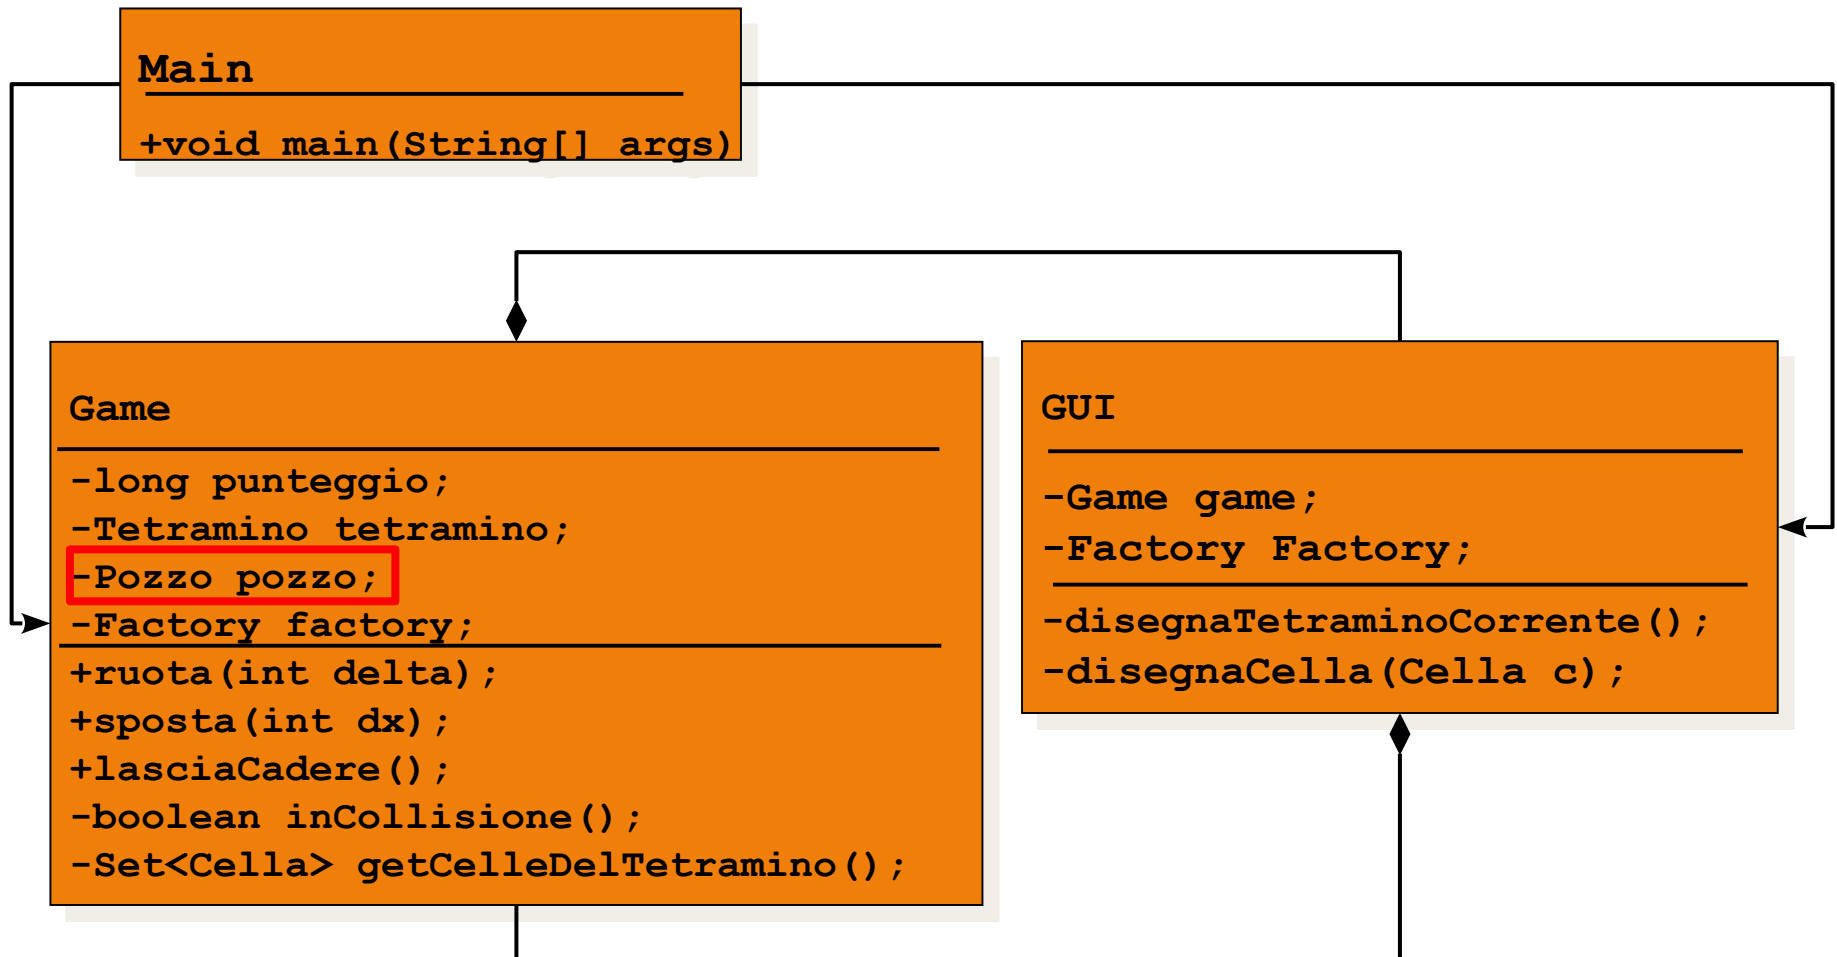 Main
+void main(String[] args)
Game
-long punteggio;
-Tetramino tetramino;
-Pozzo pozzo;
-Factory factory;
+ruota(int delta);
+sposta(int dx);
+lasciaCadere();
-boolean inCollisione();
-Set<Cella> getCelleDelTetramino();
GUI
-Game game;
-Factory Factory;
-disegnaTetraminoCorrente();
-disegnaCella(Cella c);